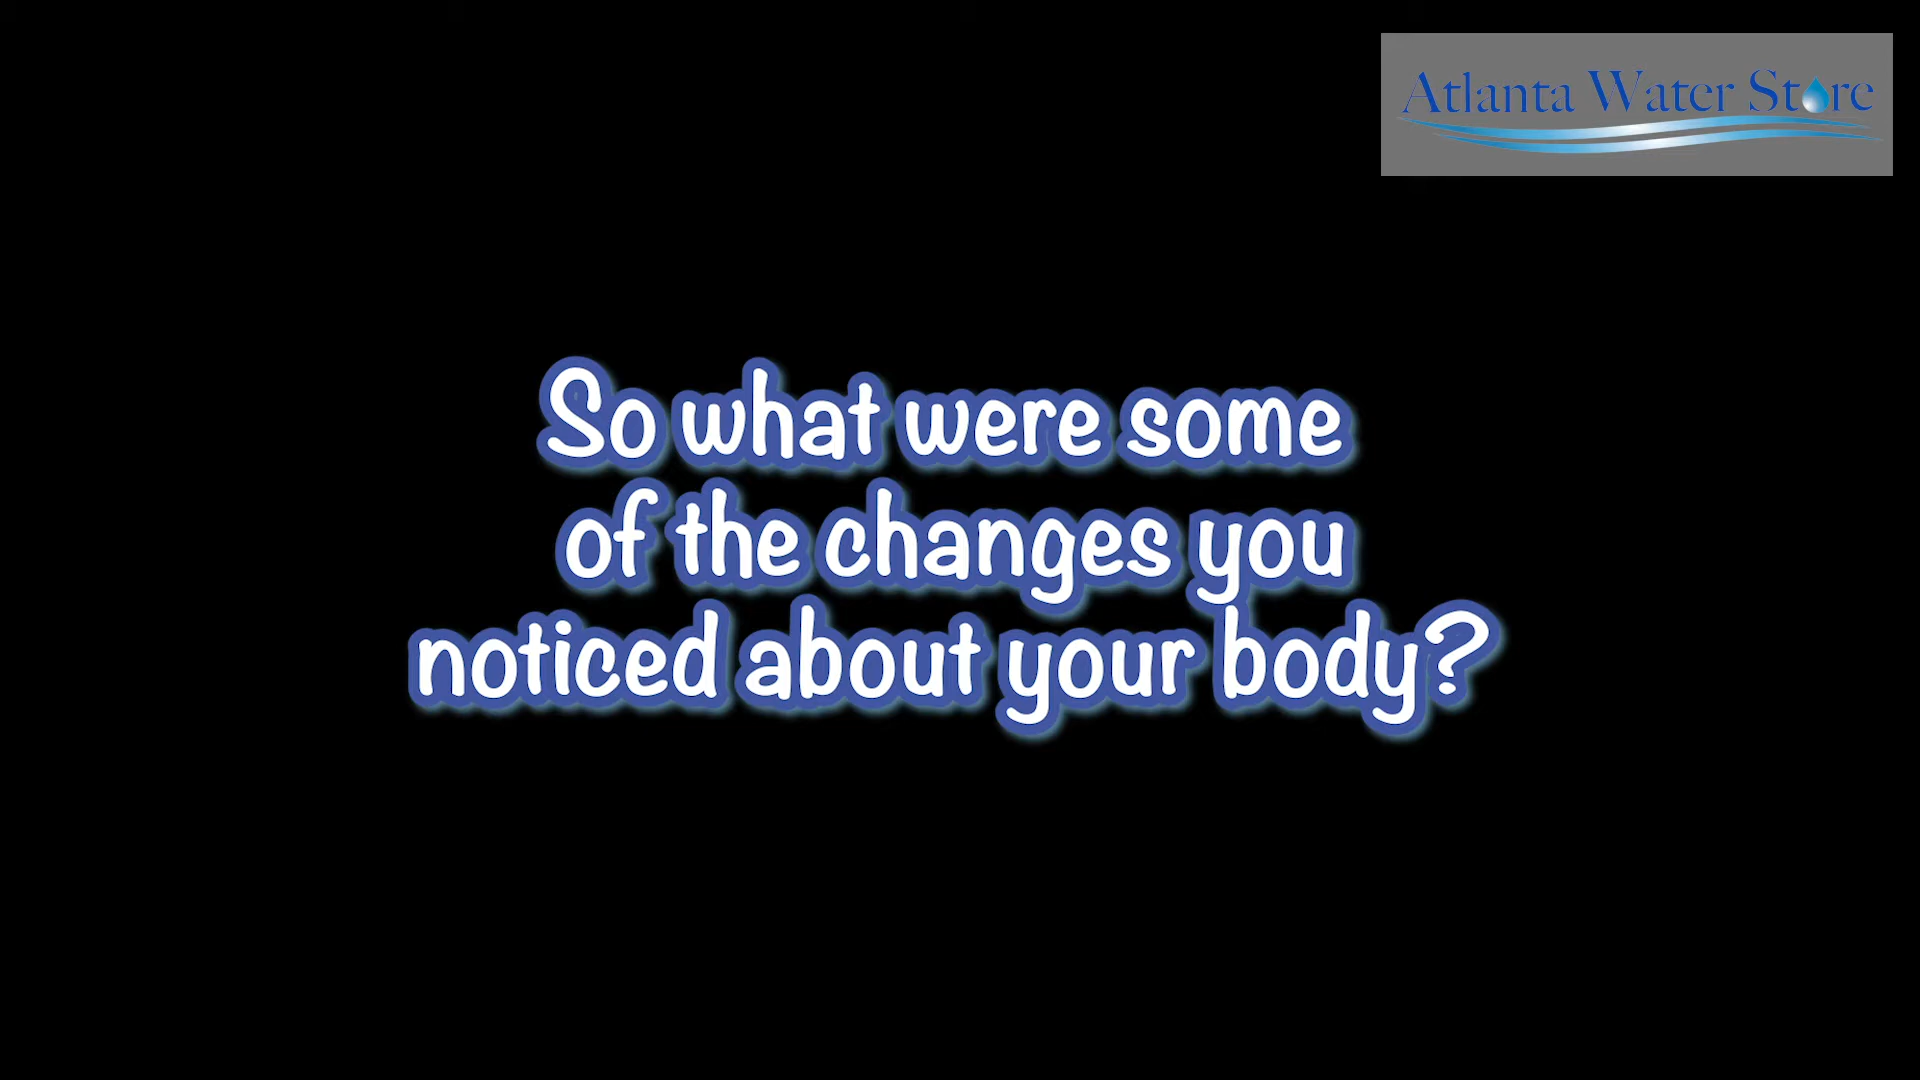 Atlanta Water Store
So what were some
of the changes you
noticed about your body?